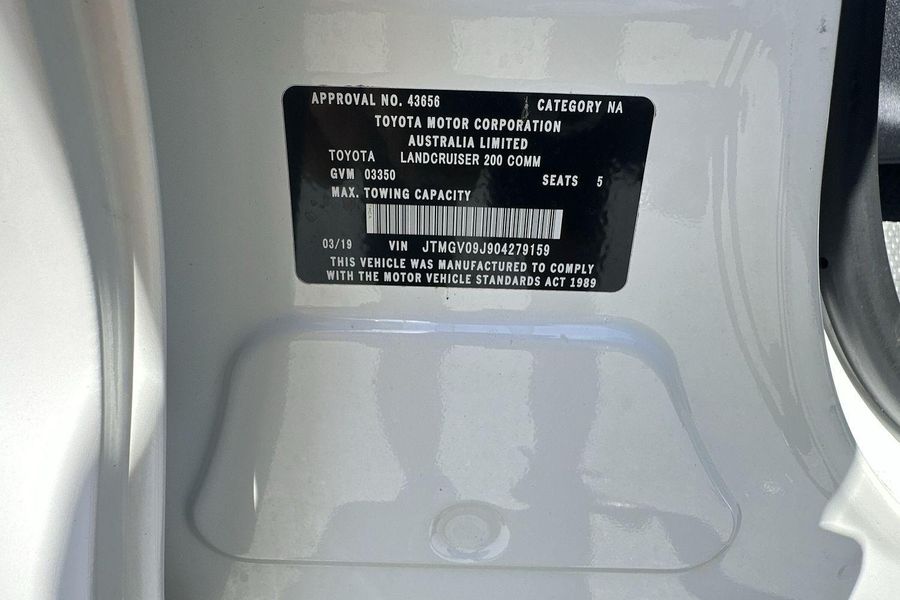 APPROVAL NO. 43656 CATEGORY NA
TOYOTA MOTOR CORPORATION
AUSTRALIA LIMITED
TOYOTA LANDCRUISER 200 COMM
GVM 03350 SEATS 5
MAX. TOWING CAPACITY
03/19 VIN JTMGV09J904279159
THIS VEHICLE WAS MANUFACTURED TO COMPLY
WITH THE MOTOR VEHICLE STANDARDS ACT 1989